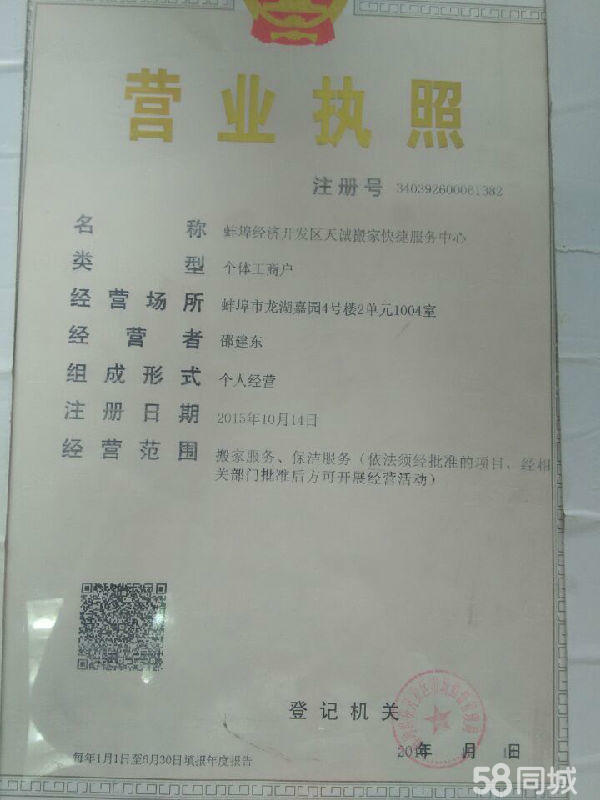 营业执照
注册号 340392600061382
名称 蚌埠经济开发区天诚搬家快捷服务中心
类型 个体工商户
经营场所 蚌埠市龙湖嘉园4号楼2单元1004室
经营者 邵建东
组成形式 个人经营
注册日期 2015年10月14日
经营范围 搬家服务、保洁服务（依法须经批准的项目、经相
关部门批准后方可开展经营活动）
登记机关
年 月 日
每年1月1日至6月30日填报年度报告
58同城